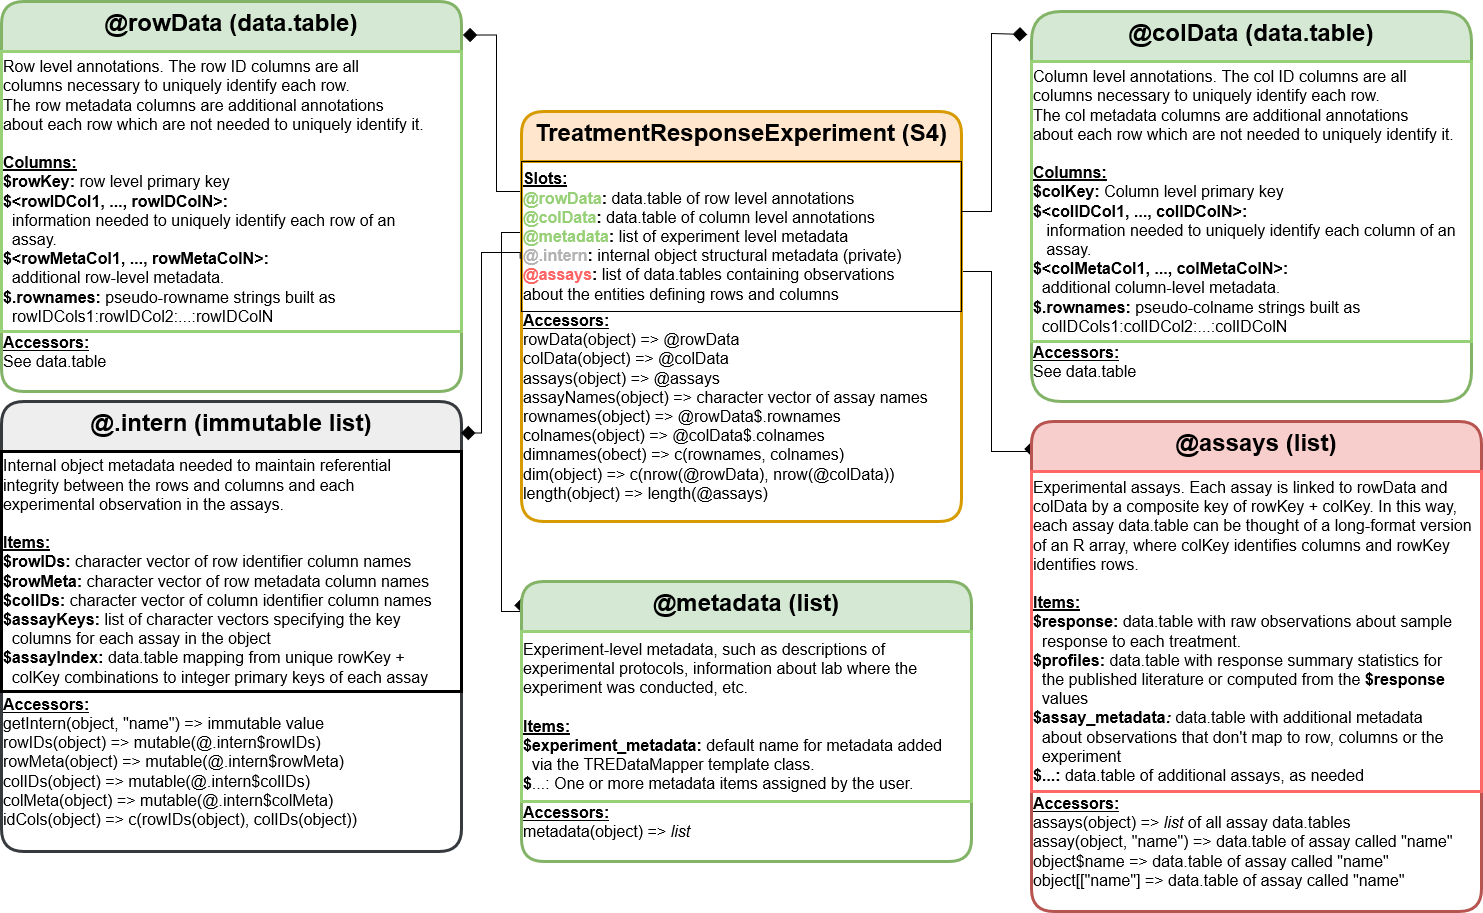 @rowData (data.table)
Row level annotations. The row ID columns are all
columns necessary to uniquely identify each row.
The row metadata columns are additional annotations
about each row which are not needed to uniquely identify it.
Columns:
$rowKey: row level primary key
$<rowIDCol1, ..., rowIDColN>:
information needed to uniquely identify each row of an
assay.
$<rowMetaCol1, ..., rowMetaColN>:
additional row-level metadata.
$.rownames: pseudo-rowname strings built as
rowIDCols1:rowIDCol2:...:rowIDColN
Accessors:
See data.table
@.intern (immutable list)
Internal object metadata needed to maintain referential
integrity between the rows and columns and each
experimental observation in the assays.
Items:
$rowIDs: character vector of row identifier column names
$rowMeta: character vector of row metadata column names
$colIDs: character vector of column identifier column names
$assayKeys: list of character vectors specifying the key
columns for each assay in the object
$assayIndex: data.table mapping from unique rowKey +
colKey combinations to integer primary keys of each assay
Accessors:
getIntern(object, "name") => immutable value
rowIDs(object) => mutable(@.intern$rowIDs)
rowMeta(object) => mutable(@.intern$rowMeta)
colIDs(object) => mutable(@.intern$colIDs)
colMeta(object) => mutable(@.intern$colMeta)
idCols(object) => c(rowIDs(object), colIDs(object))
TreatmentResponseExperiment (S4)
Slots:
@rowData: data.table of row level annotations
@colData: data.table of column level annotations
@metadata: list of experiment level metadata
@.intern: internal object structural metadata (private)
@assays: list of data.tables containing observations
about the entities defining rows and columns
Accessors:
rowData(object) => @rowData
colData(object) => @colData
assays(object) => @assays
assayNames(object) => character vector of assay names
rownames(object) => @rowData$.rownames
colnames(object) => @colData$.colnames
dimnames(obect) => c(rownames, colnames)
dim(object) => c(nrow(@rowData), nrow(@colData))
length(object) => length(@assays)
@metadata (list)
Experiment-level metadata, such as descriptions of
experimental protocols, information about lab where the
experiment was conducted, etc.
Items:
$experiment_metadata: default name for metadata added
via the TREDataMapper template class.
$...: One or more metadata items assigned by the user.
Accessors:
metadata(object) => list
@colData (data.table)
Column level annotations. The col ID columns are all
columns necessary to uniquely identify each row.
The col metadata columns are additional annotations
about each row which are not needed to uniquely identify it.
Columns:
$colKey: Column level primary key
$<colIDCol1, ..., colIDColN>:
information needed to uniquely identify each column of an
assay.
$<colMetaCol1, ..., colMetaColN>:
additional column-level metadata.
$.rownames: pseudo-colname strings built as
colIDCols1:colIDCol2:...:colIDColN
Accessors:
See data.table
@assays (list)
Experimental assays. Each assay is linked to rowData and
colData by a composite key of rowKey + colKey. In this way,
each assay data.table can be thought of a long-format version
of an R array, where colKey identifies columns and rowKey
identifies rows.
Items:
$response: data.table with raw observations about sample
response to each treatment.
$profiles: data.table with response summary statistics for
the published literature or computed from the $response
values
$assay_metadata: data.table with additional metadata
about observations that don't map to row, columns or the
experiment
$...: data.table of additional assays, as needed
Accessors:
assays(object) => list of all assay data.tables
assay(object, "name") => data.table of assay called "name"
object$name => data.table of assay called "name"
object[["name"] => data.table of assay called "name"